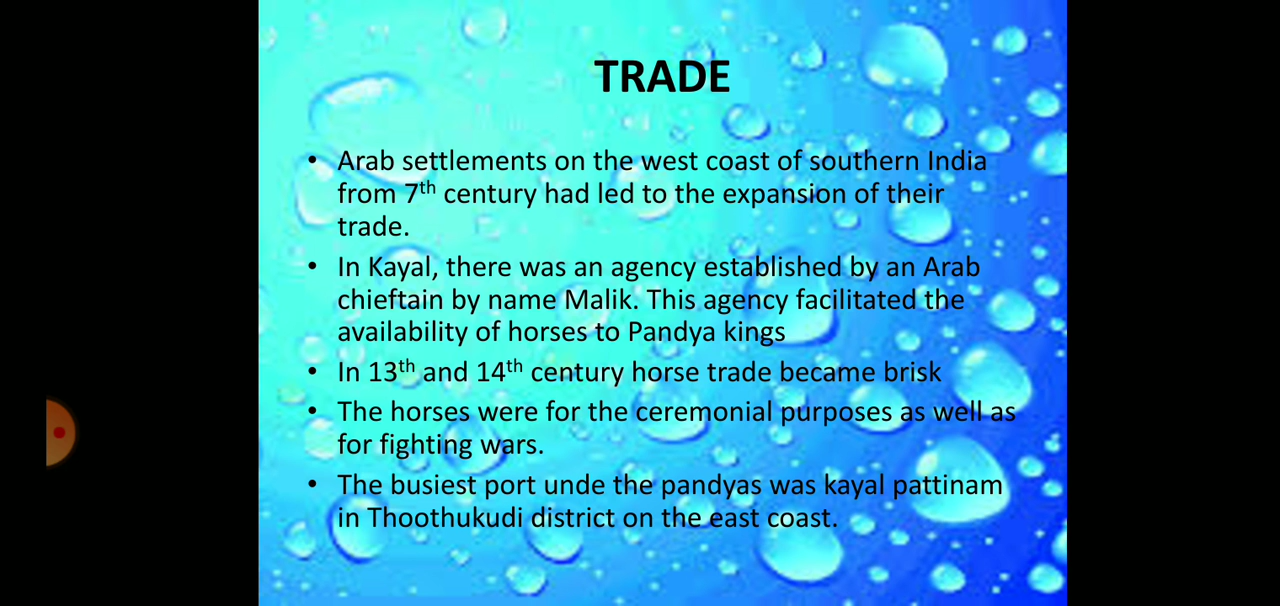 TRADE
• Arab settlements on the west coast of southern India
from 7th century had led to the expansion of their
trade.
• In Kayal, there was an agency established by an Arab
chieftain by name Malik. This agency facilitated the
availability of horses to Pandya kings
• In 13th and 14th century horse trade became brisk
• The horses were for the ceremonial purposes as well as
for fighting wars.
• The busiest port unde the pandyas was kayal pattinam
in Thoothukudi district on the east coast.